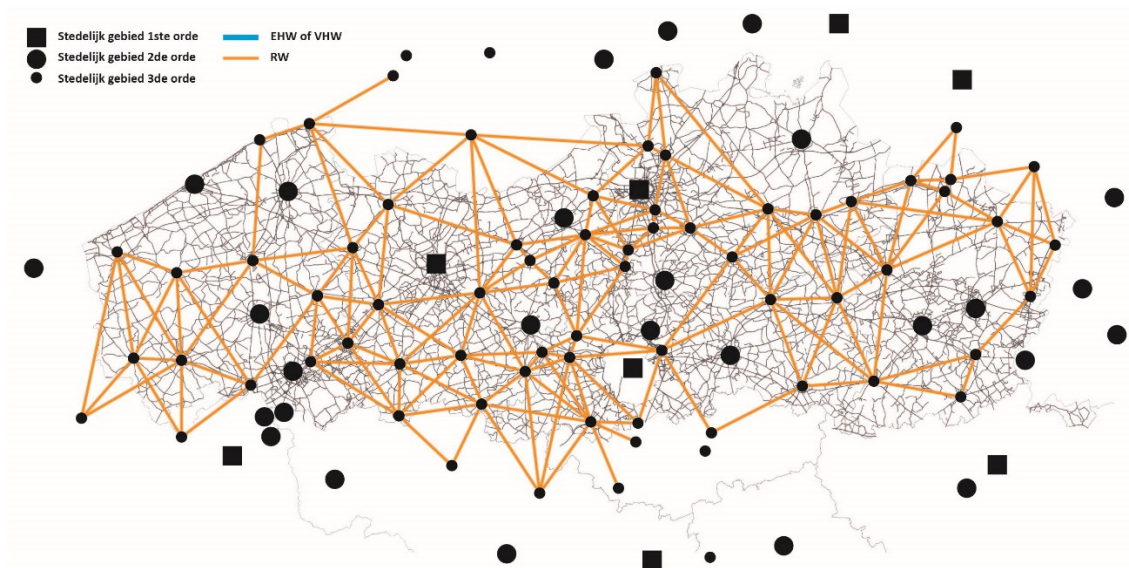 Stedelijk gebied 1ste orde
Stedelijk gebied 2de orde
Stedelijk gebied 3de orde
EHW of VHW
RW